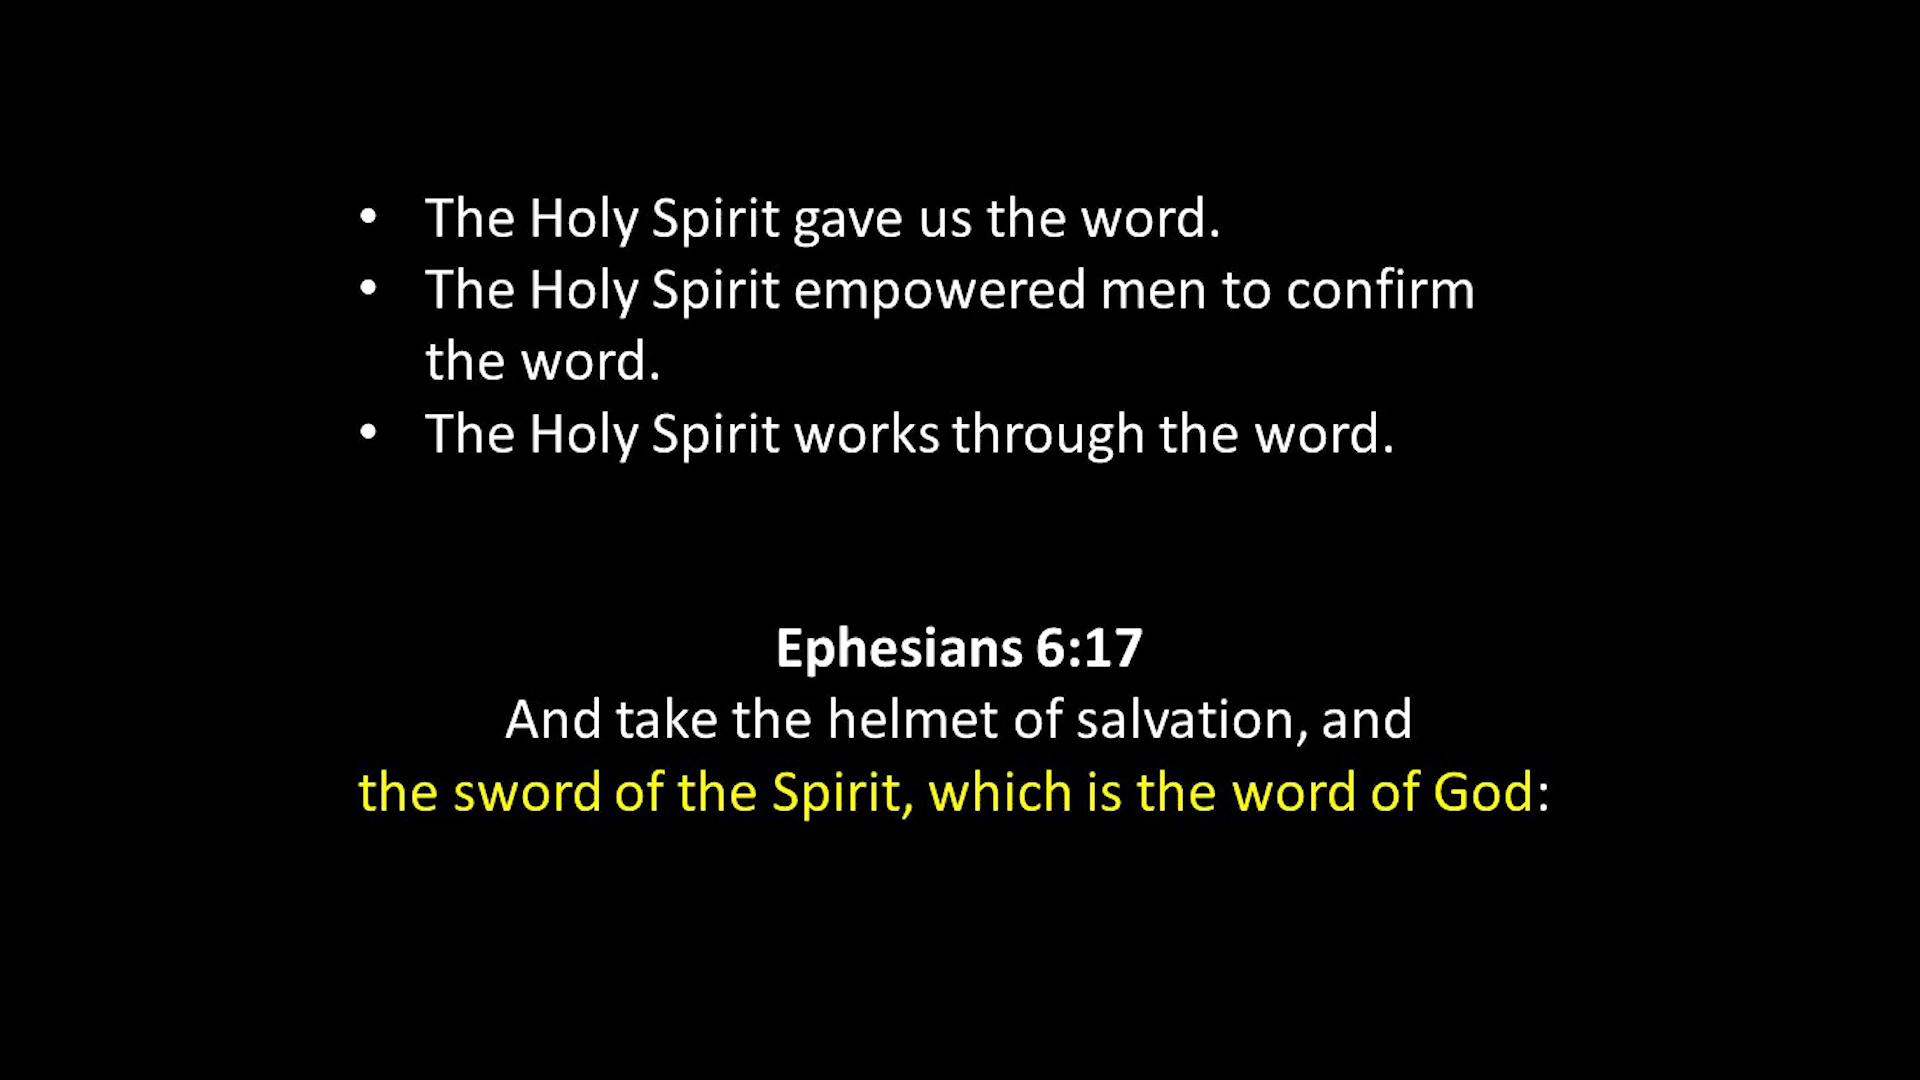 • The Holy Spirit gave us the word.
• The Holy Spirit empowered men to confirm
the word.
• The Holy Spirit works through the word.
Ephesians 6:17
And take the helmet of salvation, and
the sword of the Spirit, which is the word of God: